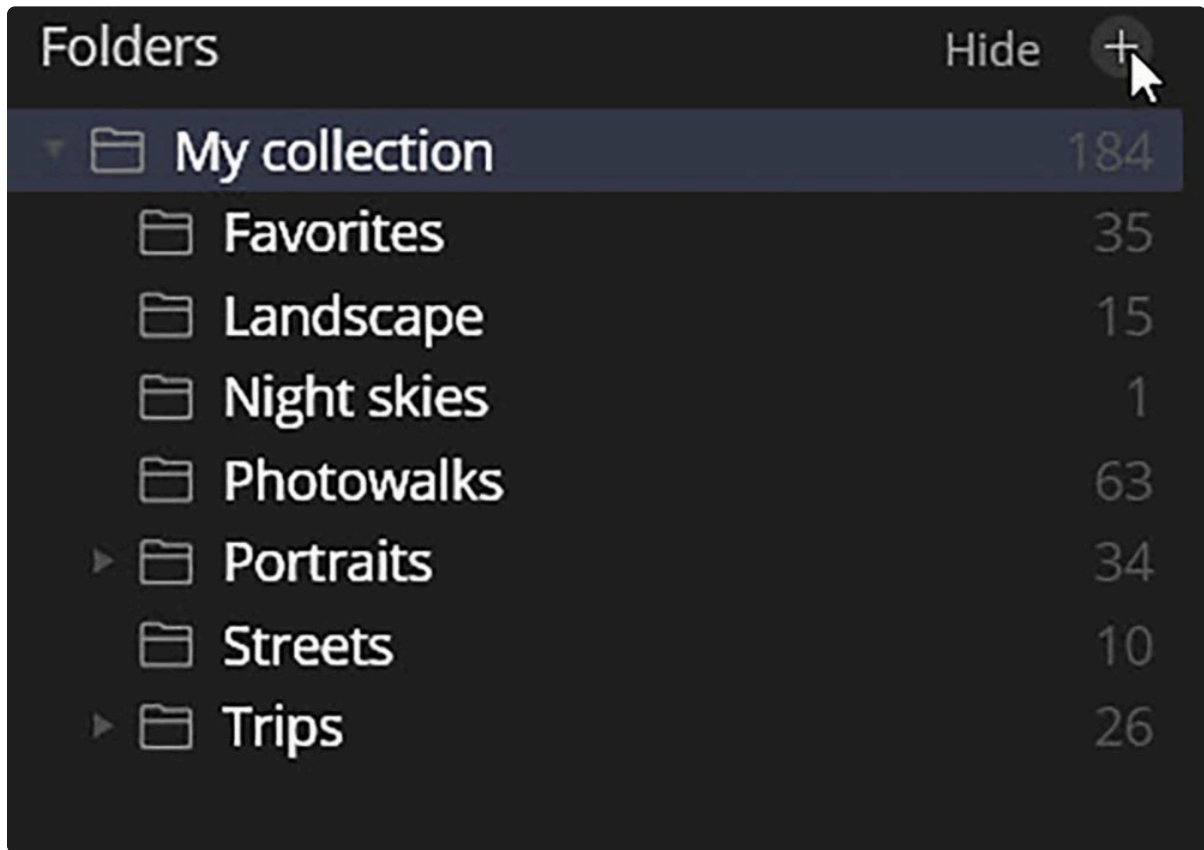 Folders Hide +
My collection 184
Favorites 35
Landscape 15
Night skies 1
Photowalks 63
Portraits 34
Streets 10
Trips 26